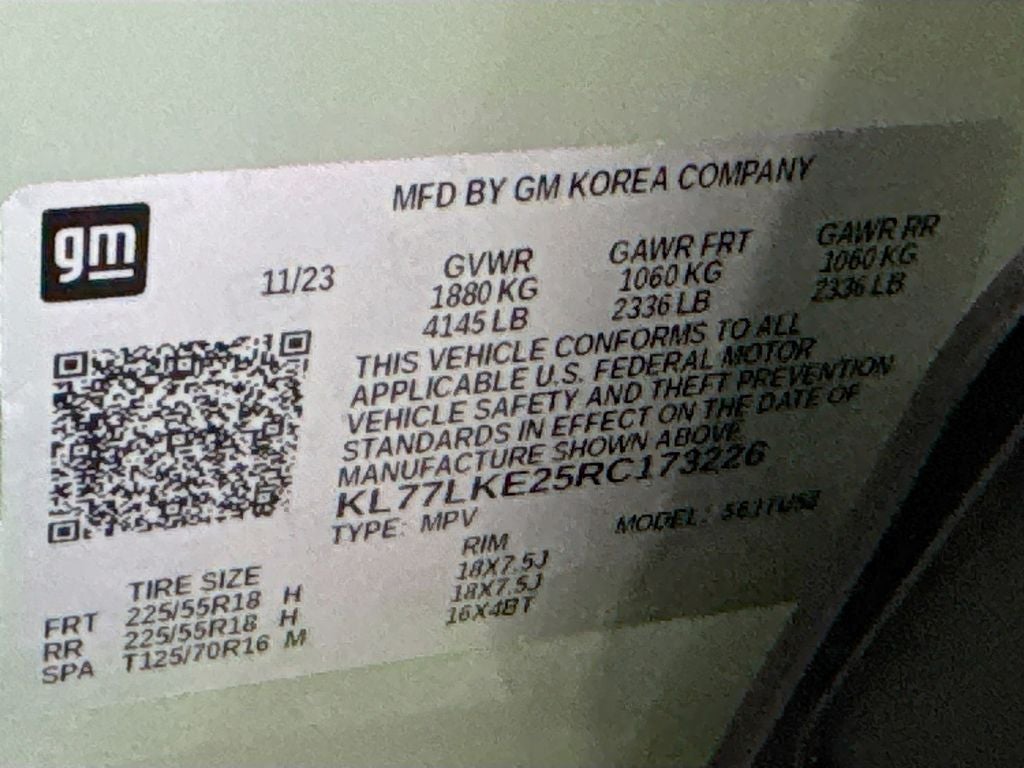 gm
MFD BY GM KOREA COMPANY
11/23 GVWR GAWR FRT GAWR RR
1880 KG 1060 KG 1060 KG
4145 LB 2336 LB 2336 LB
THIS VEHICLE CONFORMS TO ALL
APPLICABLE U.S. FEDERAL MOTOR
VEHICLE SAFETY AND THEFT PREVENTION
STANDARDS IN EFFECT ON THE DATE OF
MANUFACTURE SHOWN ABOVE
KL77LKE25RC173226
TYPE: MPV MODEL:
TIRE SIZE RIM
FRT 225/55R18 H 18X7.5J
RR 225/55R18 H 18X7.5J
SPA T125/70R16 M 16X4BT